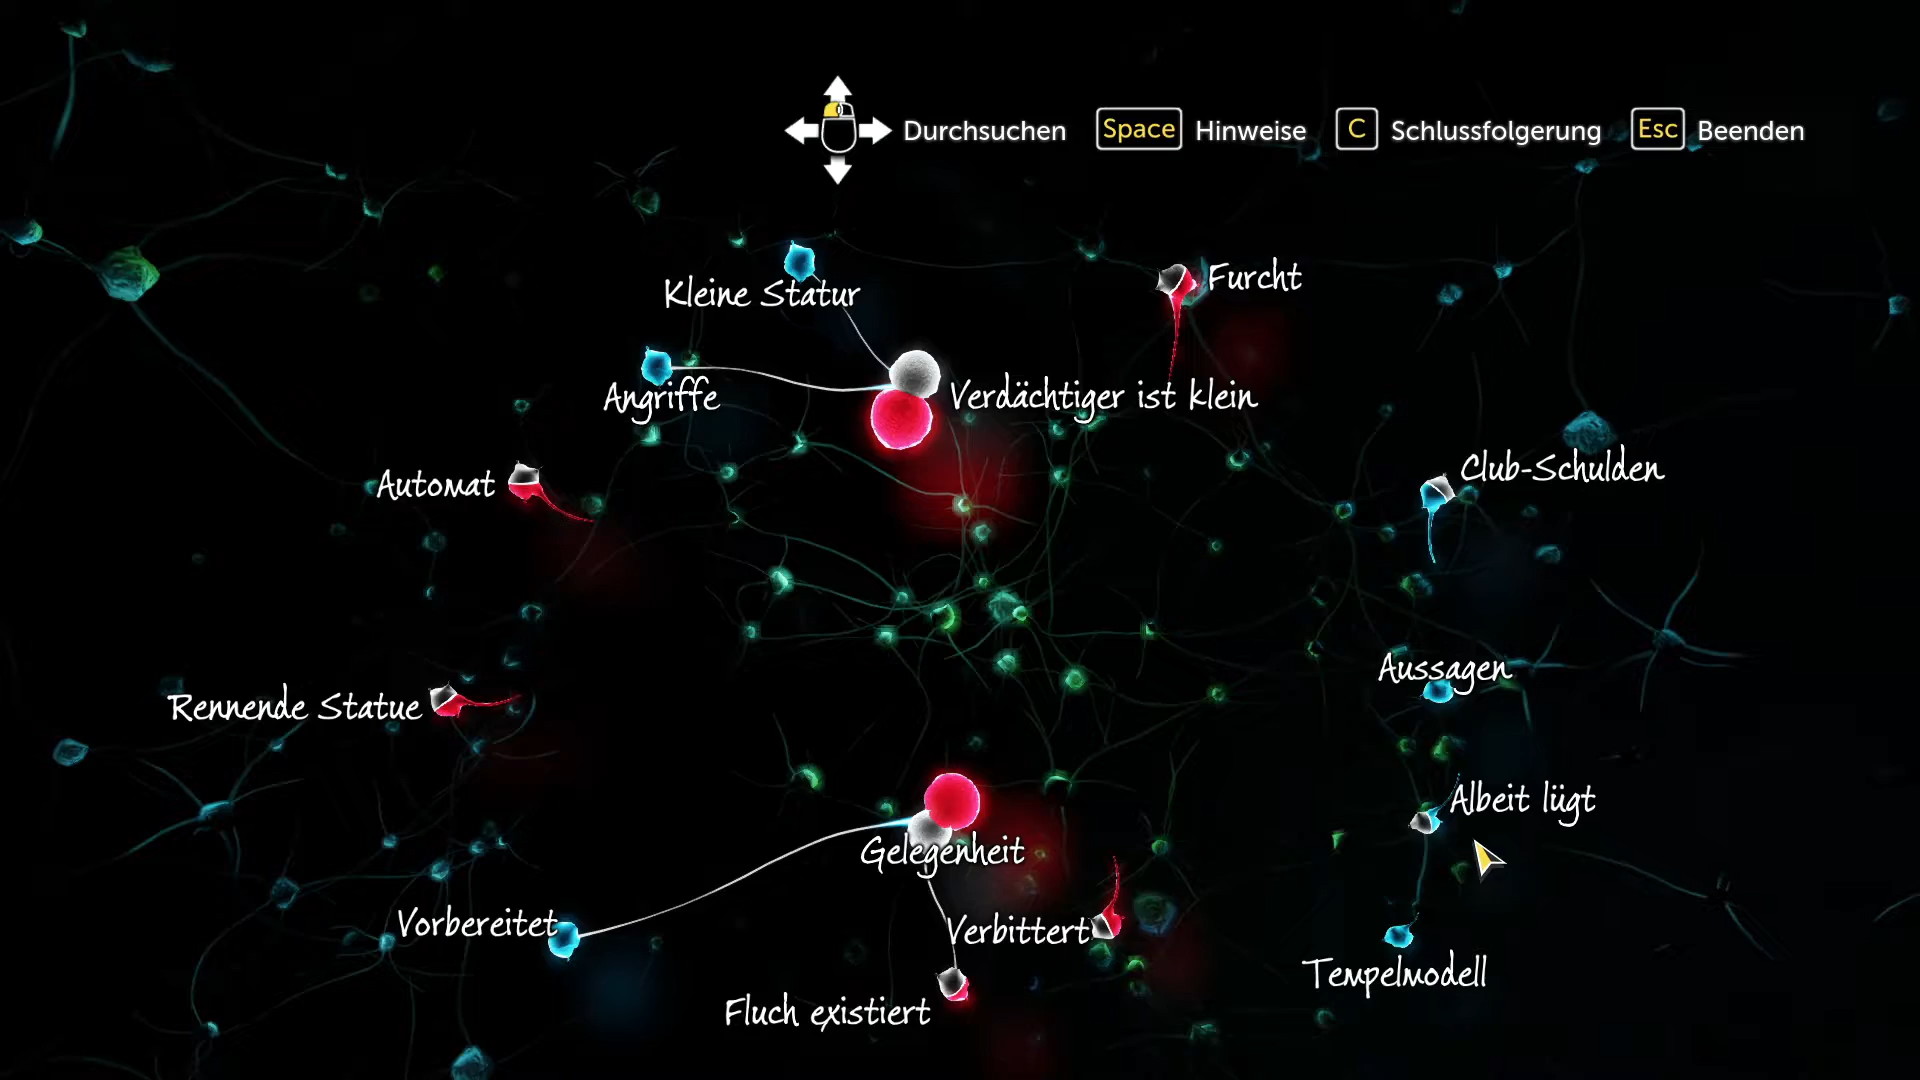 Durchsuchen Space Hinweise C Schlussfolgerung Esc Beenden
Kleine Statur
Furcht
Angriffe
Verdächtiger ist klein
Automat
Club-Schulden
Aussagen
Rennende Statue
Albeit lügt
Gelegenheit
Vorbereitet
Verbittert
Tempelmodell
Fluch existiert